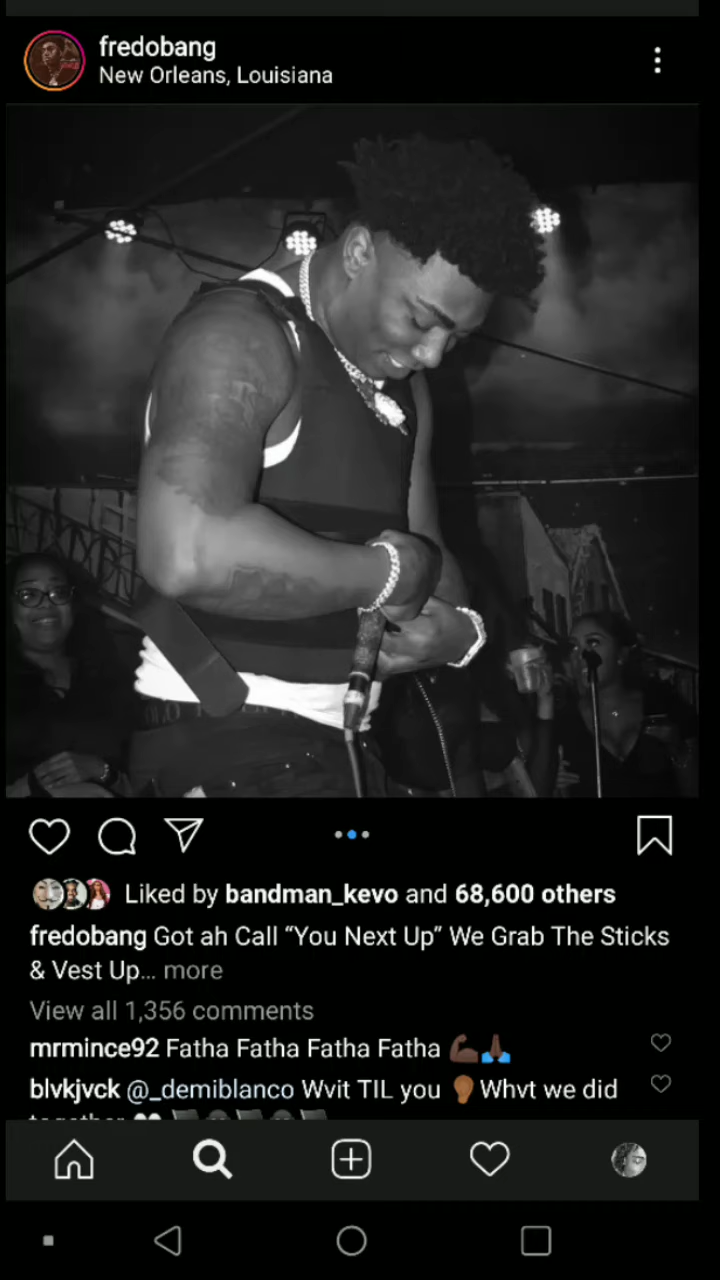 fredobang
New Orleans, Louisiana
Liked by bandman_kevo and 68,600 others
fredobang Got ah Call “You Next Up” We Grab The Sticks
& Vest Up... more
View all 1,356 comments
mrmince92 Fatha Fatha Fatha Fatha 💪🏾🙏🏾
blvkjvck @_demiblanco Wvit TIL you 👂🏾Whvt we did